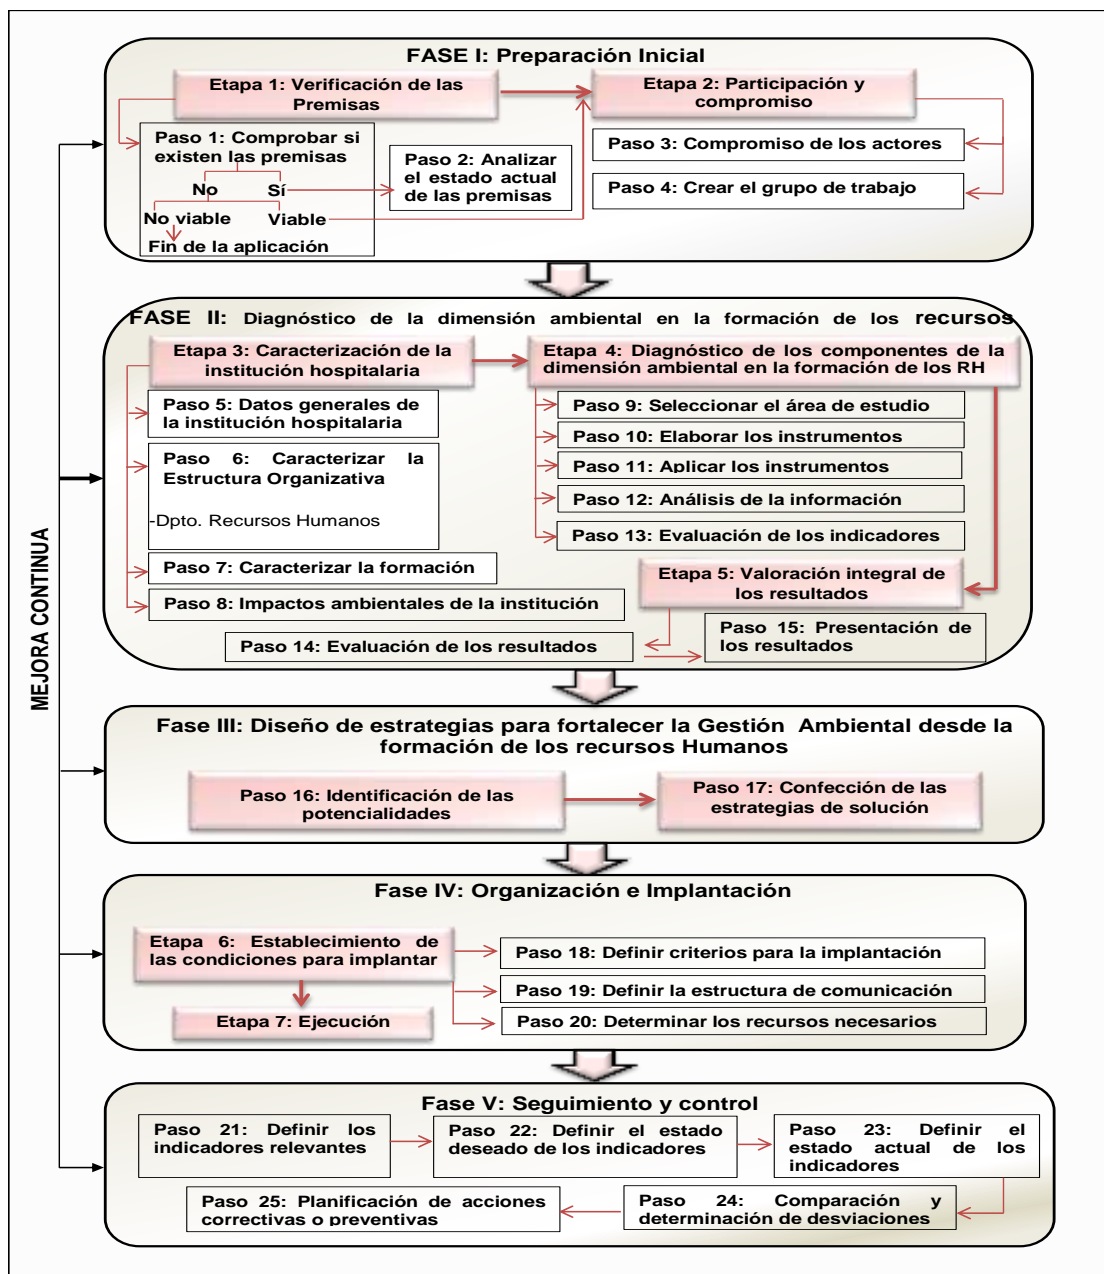 FASE I: Preparación Inicial
Etapa 1: Verificación de las
Premisas
Etapa 2: Participación y
compromiso
Paso 1: Comprobar si
existen las premisas
No
Sí
No viable
Viable
Fin de la aplicación
Paso 2: Analizar
el estado actual
de las premisas
Paso 3: Compromiso de los actores
Paso 4: Crear el grupo de trabajo
FASE II: Diagnóstico de la dimensión ambiental en la formación de los recursos
Etapa 3: Caracterización de la
institución hospitalaria
Etapa 4: Diagnóstico de los componentes de la
dimensión ambiental en la formación de los RH
Paso 5: Datos generales de
la institución hospitalaria
Paso 6: Caracterizar la
Estructura Organizativa
-Dpto. Recursos Humanos
Paso 7: Caracterizar la formación
Paso 8: Impactos ambientales de la institución
Paso 9: Seleccionar el área de estudio
Paso 10: Elaborar los instrumentos
Paso 11: Aplicar los instrumentos
Paso 12: Análisis de la información
Paso 13: Evaluación de los indicadores
Etapa 5: Valoración integral de
los resultados
Paso 14: Evaluación de los resultados
Paso 15: Presentación de
los resultados
MEJORA CONTINUA
Fase III: Diseño de estrategias para fortalecer la Gestión Ambiental desde la
formación de los recursos Humanos
Paso 16: Identificación de las
potencialidades
Paso 17: Confección de las
estrategias de solución
Fase IV: Organización e Implantación
Etapa 6: Establecimiento de
las condiciones para implantar
Etapa 7: Ejecución
Paso 18: Definir criterios para la implantación
Paso 19: Definir la estructura de comunicación
Paso 20: Determinar los recursos necesarios
Fase V: Seguimiento y control
Paso 21: Definir los
indicadores relevantes
Paso 22: Definir el estado
deseado de los indicadores
Paso 23: Definir el
estado actual de los
indicadores
Paso 24: Comparación y
determinación de desviaciones
Paso 25: Planificación de acciones
correctivas o preventivas